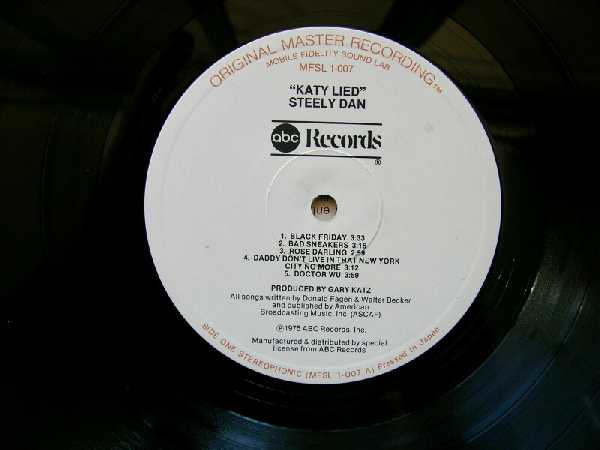 ORIGINAL MASTER RECORDING™
MOBILE FIDELITY SOUND LAB
MFSL 1-007
"KATY LIED"
STEELY DAN
abc Records
1. BLACK FRIDAY 3:33
2. BAD SNEAKERS 3:16
3. ROSE DARLING 2:59
4. DADDY DON'T LIVE IN THAT NEW YORK
CITY NO MORE 3:12
5. DOCTOR WU 3:59
PRODUCED BY GARY KATZ
All songs written by Donald Fagen & Walter Becker
and published by American
Broadcasting Music, Inc. (ASCAP)
℗1975 ABC Records, Inc.
Manufactured & distributed by special
license from ABC Records
SIDE ONE STEREOPHONIC (MFSL 1-007 A) Pressed in Japan